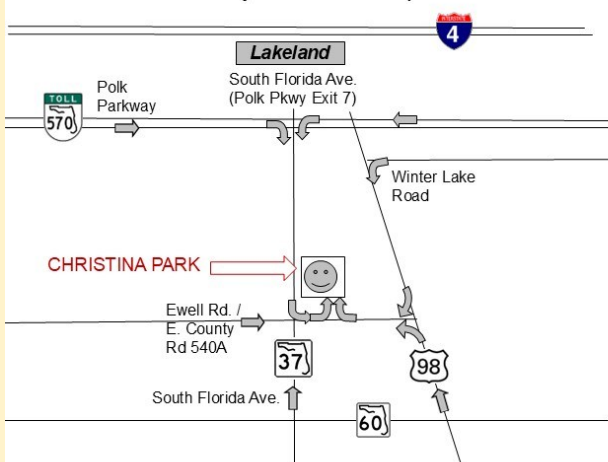 INTERSTATE
4
Lakeland
South Florida Ave.
(Polk Pkwy Exit 7)
Polk
Parkway
TOLL
570
Winter Lake
Road
CHRISTINA PARK
Ewell Rd. /
E. County
Rd 540A
37
98
South Florida Ave.
60